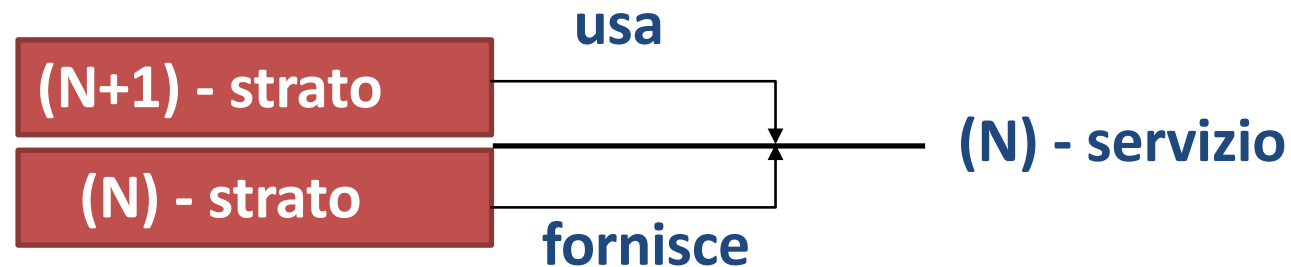 usa
(N+1) - strato
(N) - servizio
(N) - strato
fornisce